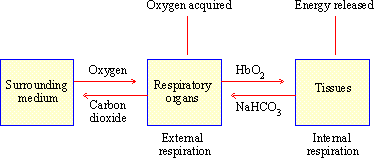 Oxygen acquired
Energy released
Surrounding
medium
Oxygen
Carbon
dioxide
Respiratory
organs
HbO₂
NaHCO₃
Tissues
External
respiration
Internal
respiration